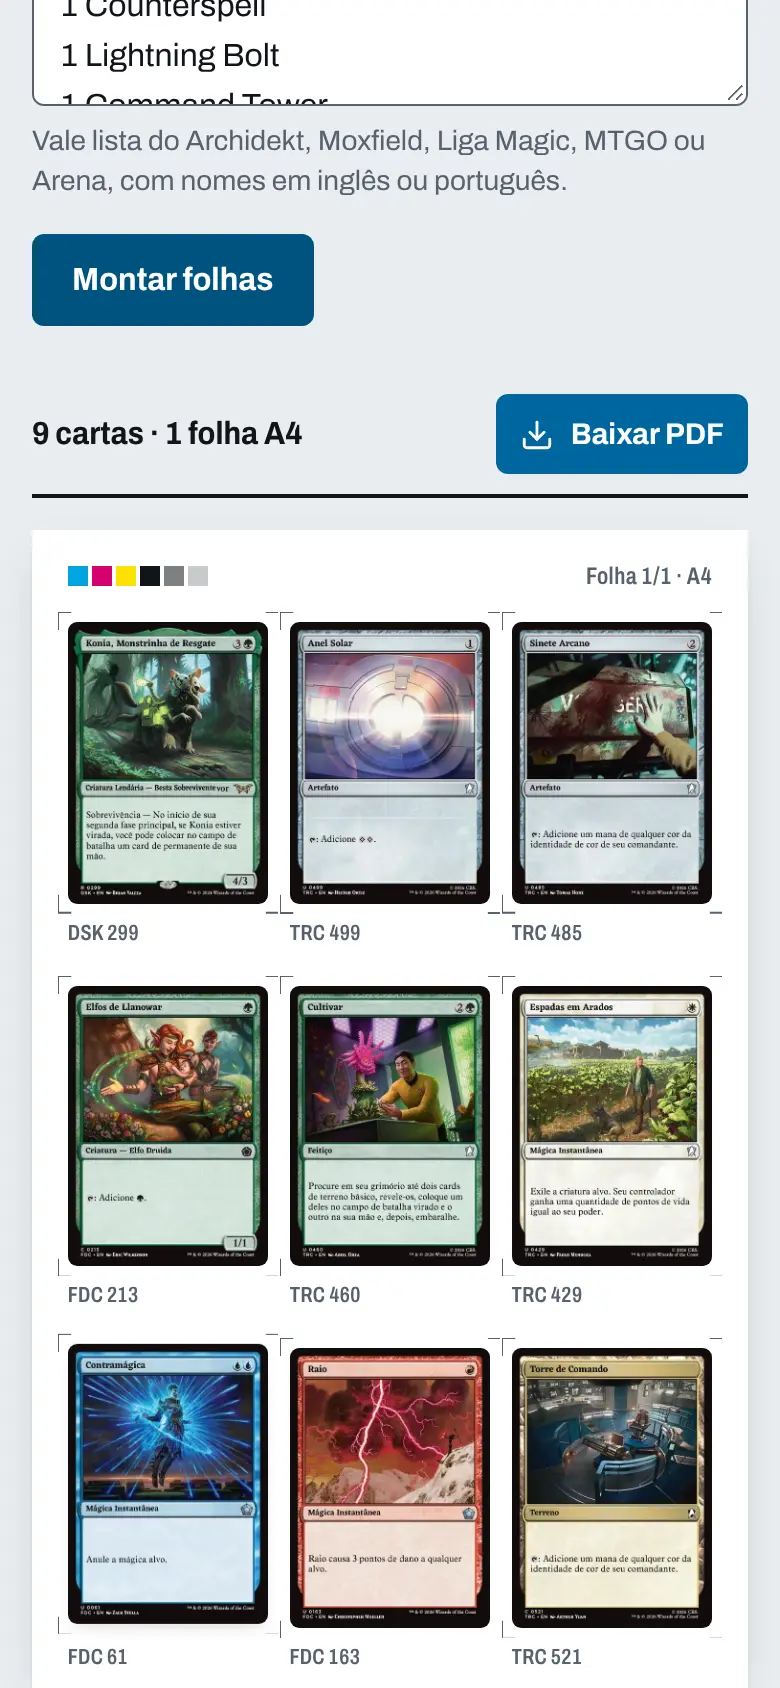 1 Counterspell
1 Lightning Bolt
1 Command Tower
Vale lista do Archidekt, Moxfield, Liga Magic, MTGO ou
Arena, com nomes em inglês ou português.
Montar folhas
9 cartas · 1 folha A4
Baixar PDF
Folha 1/1 · A4
Konia, Monstrinha de Resgate 3
Criatura Lendária — Besta Sobrevivente
Sobrevivência — No início de sua
segunda fase principal, se Konia estiver
virada, você pode colocar no campo de
batalha um card de permanente de sua
mão.
4/3
DSK 299
Anel Solar 1
Artefato
: Adicione
TRC 499
Sinete Arcano 2
Artefato
: Adicione um mana de qualquer cor da
identidade de cor de seu comandante.
TRC 485
Elfos de Llanowar
Criatura — Elfo Druida
: Adicione
1/1
FDC 213
Cultivar 2
Feitiço
Procure em seu grimório até dois cards
de terreno básico, revele-os, coloque um
deles no campo de batalha virado e o
outro na sua mão e, depois, embaralhe.
TRC 460
Espadas em Arados
Mágica Instantânea
Exile a criatura alvo. Seu controlador
ganha uma quantidade de pontos de vida
igual ao seu poder.
TRC 429
Contramágica
Mágica Instantânea
Anule a mágica alvo.
FDC 61
Raio
Mágica Instantânea
Raio causa 3 pontos de dano a qualquer
alvo.
FDC 163
Torre de Comando
Terreno
: Adicione um mana de qualquer cor da
identidade de cor de seu comandante.
TRC 521